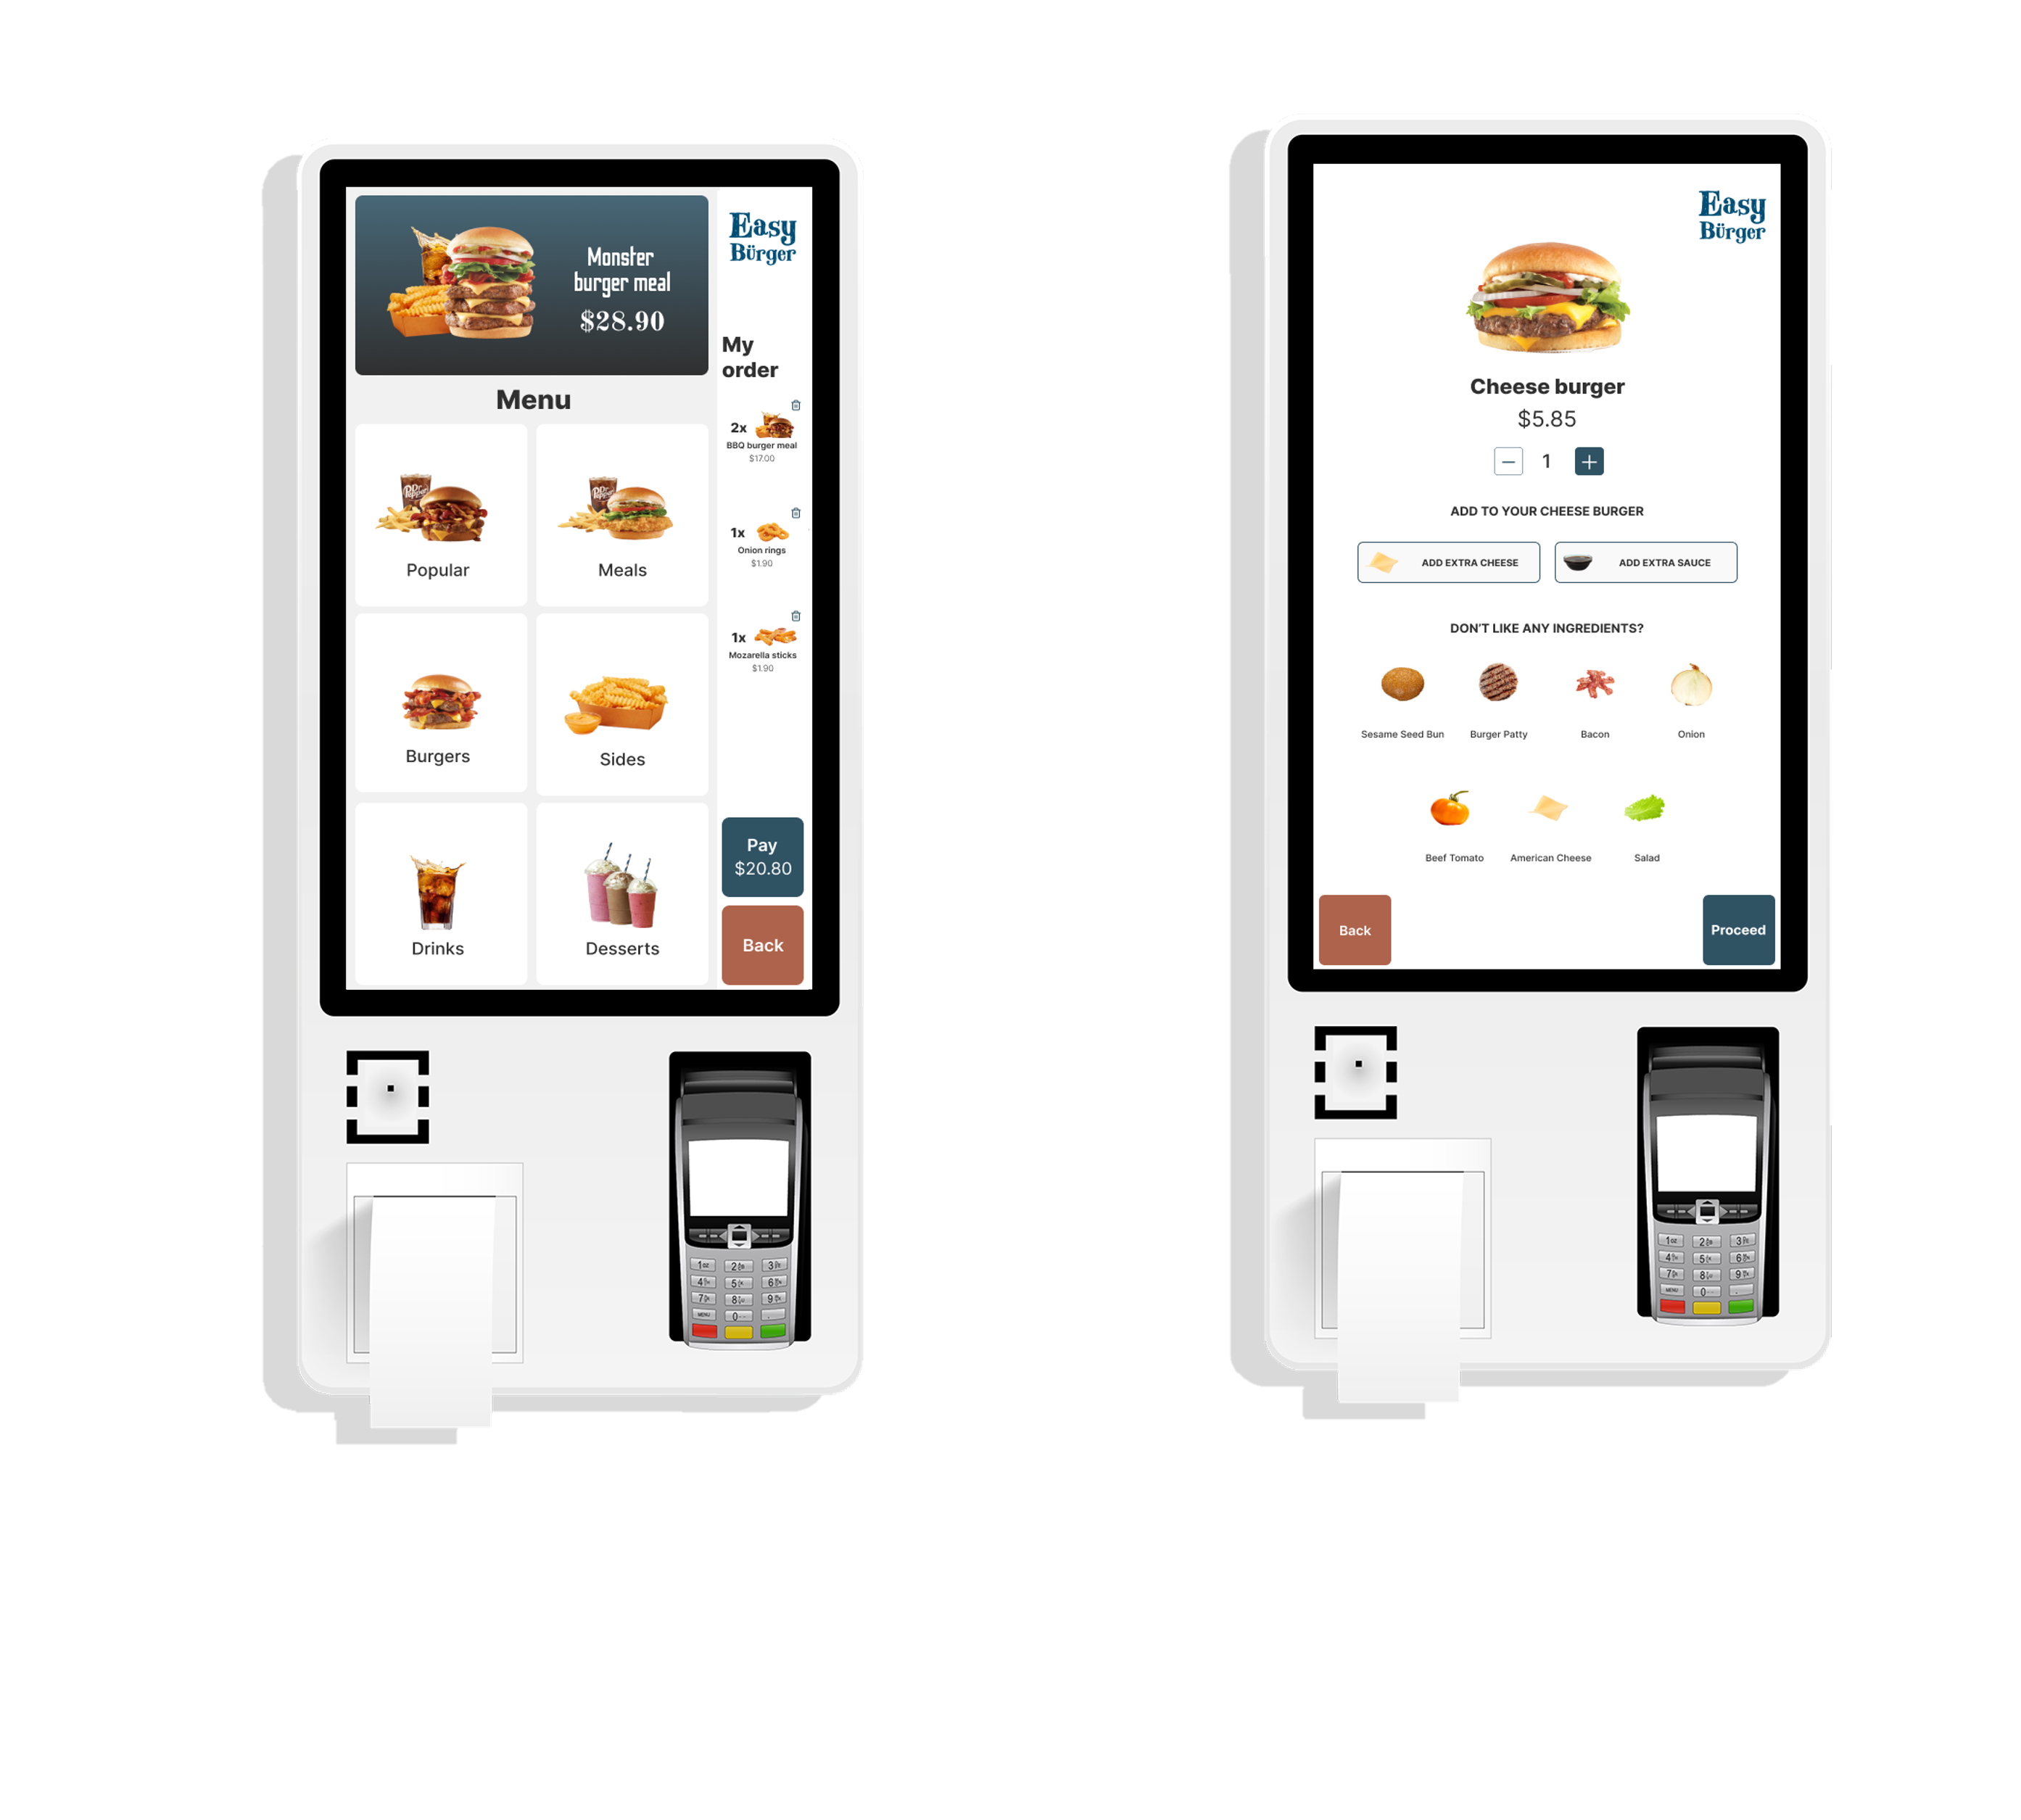 Monster
burger meal
$28.90
Easy
Bürger
My
order
2x
BBQ burger meal
$17.00
1x
Onion rings
$1.90
1x
Mozarella sticks
$1.90
Menu
Popular
Meals
Burgers
Sides
Drinks
Desserts
Pay
$20.80
Back
Easy
Bürger
Cheese burger
$5.85
1
ADD TO YOUR CHEESE BURGER
ADD EXTRA CHEESE
ADD EXTRA SAUCE
DON'T LIKE ANY INGREDIENTS?
Sesame Seed Bun
Burger Patty
Bacon
Onion
Beef Tomato
American Cheese
Salad
Back
Proceed